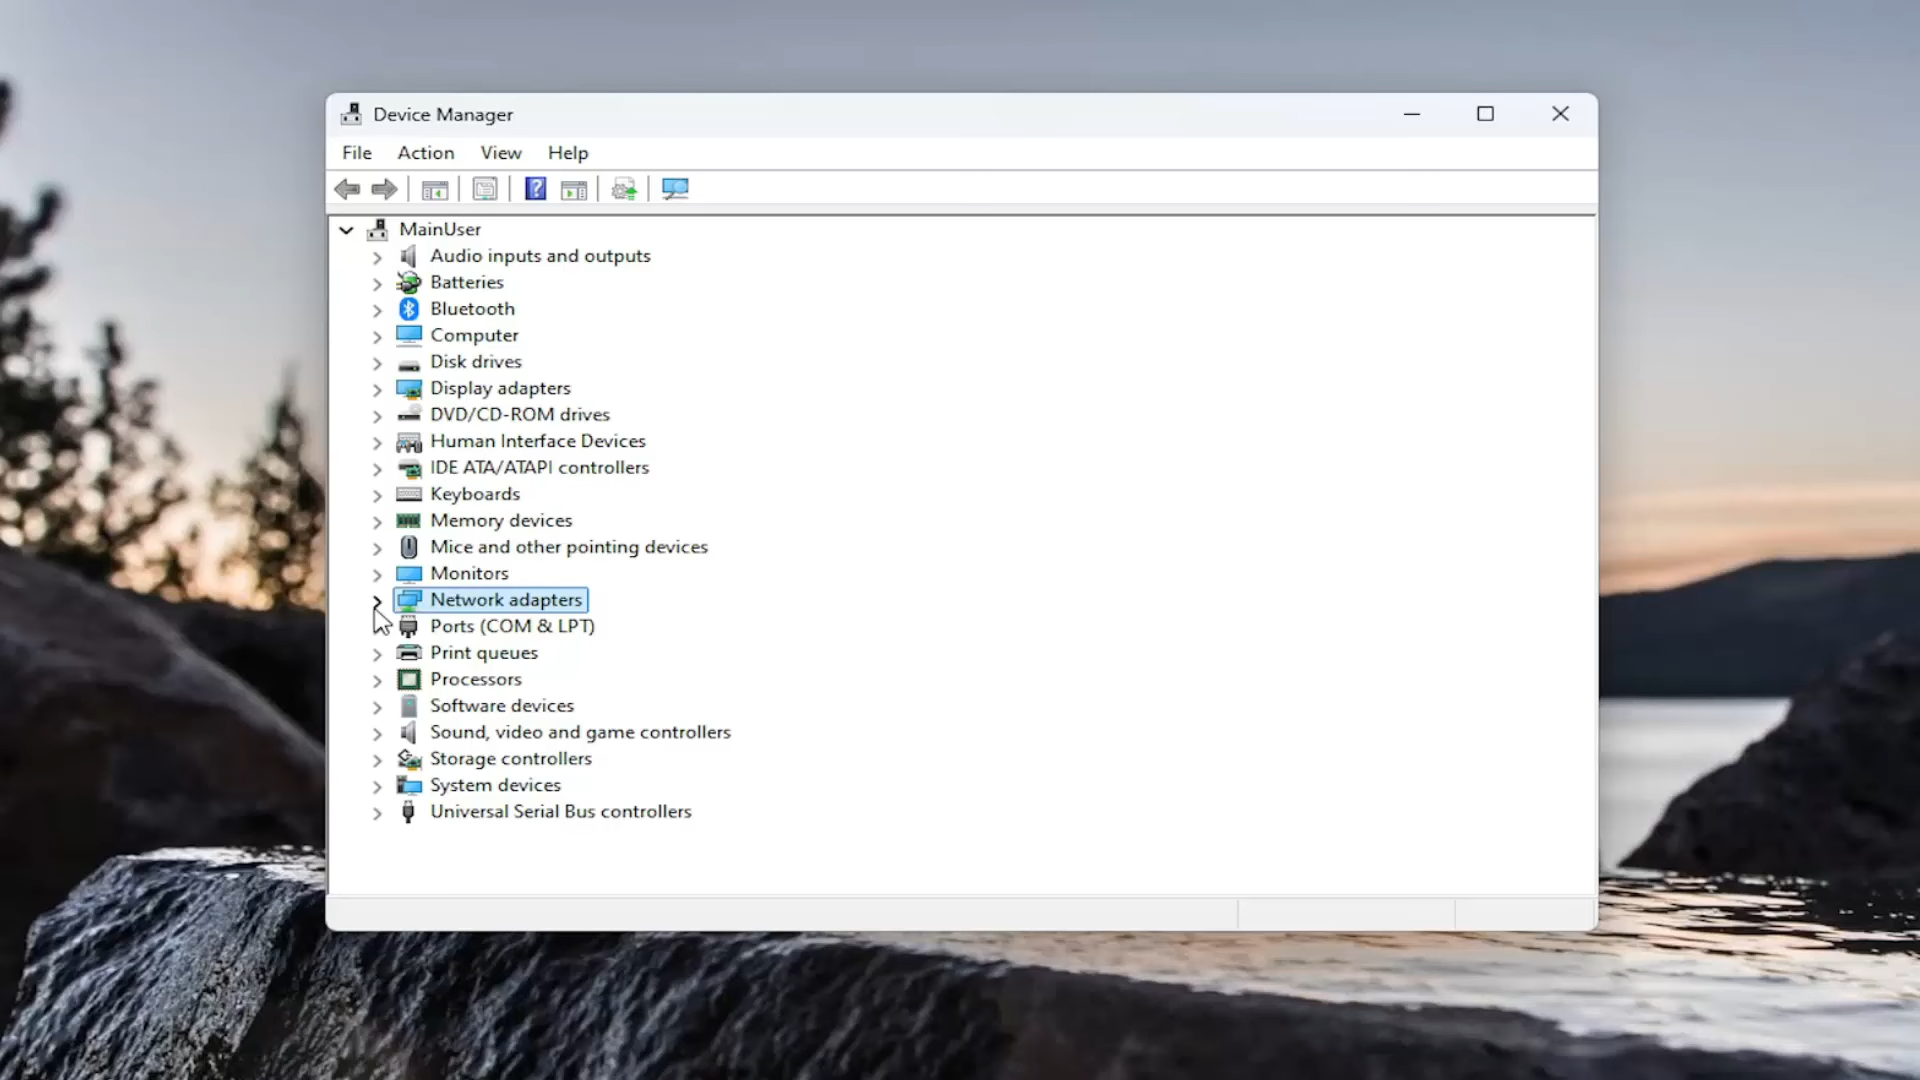 Device Manager
File Action View Help
?
MainUser
Audio inputs and outputs
Batteries
Bluetooth
Computer
Disk drives
Display adapters
DVD/CD-ROM drives
Human Interface Devices
IDE ATA/ATAPI controllers
Keyboards
Memory devices
Mice and other pointing devices
Monitors
Network adapters
Ports (COM & LPT)
Print queues
Processors
Software devices
Sound, video and game controllers
Storage controllers
System devices
Universal Serial Bus controllers